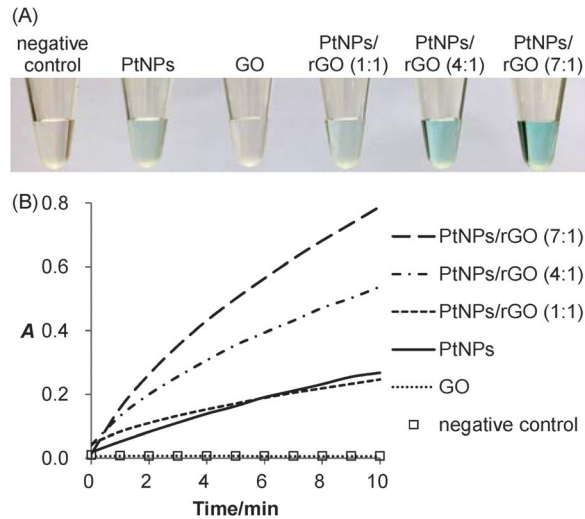 (A)
negative control
PtNPs
GO
PtNPs/ rGO (1:1)
PtNPs/ rGO (4:1)
PtNPs/ rGO (7:1)
(B)
0.8
0.6
0.4
0.2
0.0
A
0 2 4 6 8 10
Time/min
PtNPs/rGO (7:1)
PtNPs/rGO (4:1)
PtNPs/rGO (1:1)
PtNPs
GO
negative control